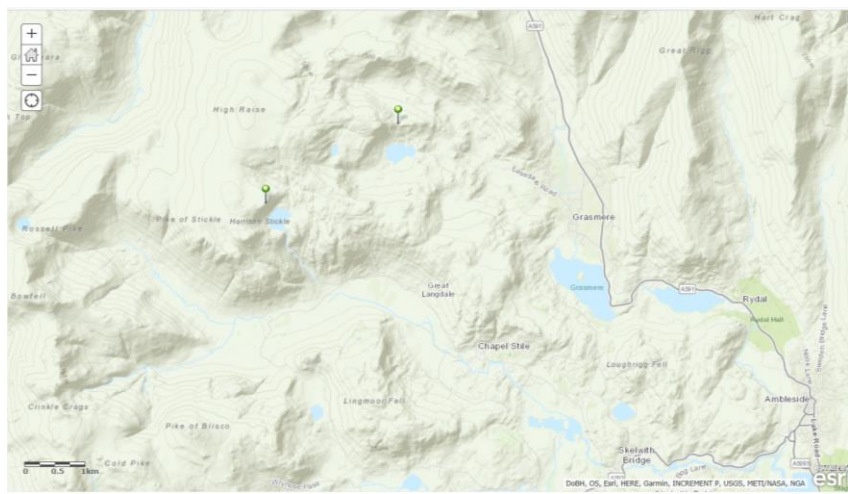 +
−
A591
Hart Crag
Great Rigg
High Raise
Grasmere
Pike of Stickle
Harrison Stickle
Rossett Pike
Great
Langdale
Grasmere
A591
Rydal
Rydal Hall
Bowfell
Chapel Stile
Loughrigg Fell
Ambleside
Lake Road
Crinkle Crags
Lingmoor Fell
Pike of Blisco
Skelwith
Bridge
Cold Pike
0 0.5 1km
DoBH, OS, Esri, HERE, Garmin, INCREMENT P, USGS, METI/NASA, NGA
esri